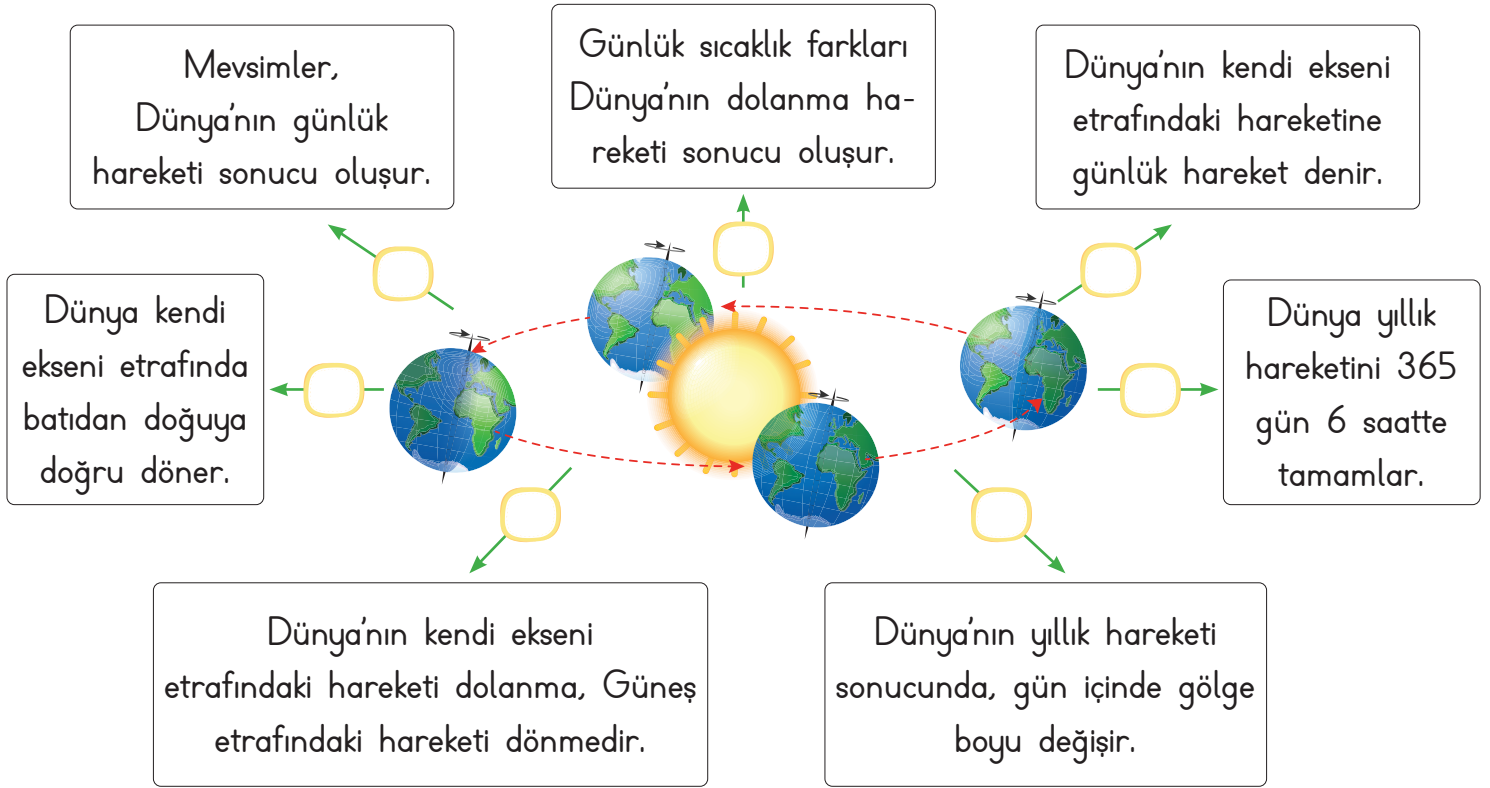 Mevsimler,
Dünya'nın günlük
hareketi sonucu oluşur.
Günlük sıcaklık farkları
Dünya'nın dolanma ha-
reketi sonucu oluşur.
Dünya'nın kendi ekseni
etrafındaki hareketine
günlük hareket denir.
Dünya kendi
ekseni etrafında
batıdan doğuya
doğru döner.
Dünya yıllık
hareketini 365
gün 6 saatte
tamamlar.
Dünya'nın kendi ekseni
etrafındaki hareketi dolanma, Güneş
etrafındaki hareketi dönmedir.
Dünya'nın yıllık hareketi
sonucunda, gün içinde gölge
boyu değişir.